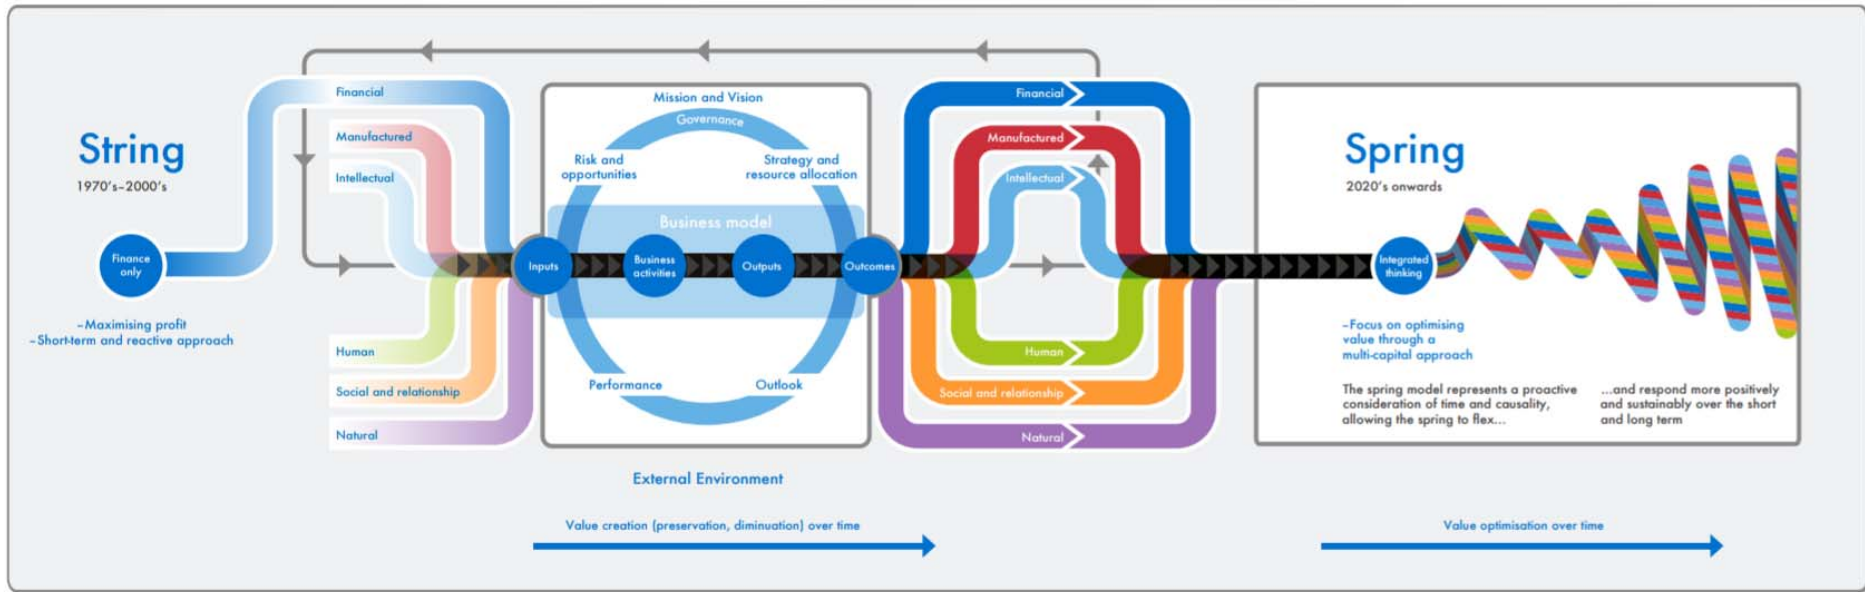 String
1970's–2000's
Finance
only
–Maximising profit
–Short-term and reactive approach
Financial
Manufactured
Intellectual
Human
Social and relationship
Natural
Mission and Vision
Governance
Risk and
opportunities
Strategy and
resource allocation
Business model
Inputs
Business
activities
Outputs
Outcomes
Performance
Outlook
External Environment
Value creation (preservation, diminuation) over time
Financial
Manufactured
Intellectual
Human
Social and relationship
Natural
Spring
2020's onwards
Integrated
thinking
–Focus on optimising
value through a
multi-capital approach
The spring model represents a proactive
consideration of time and causality,
allowing the spring to flex...
...and respond more positively
and sustainably over the short
and long term
Value optimisation over time